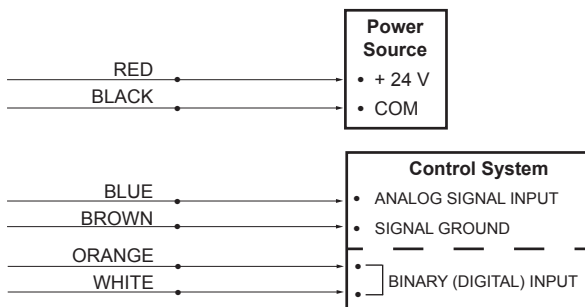 Power
Source
RED
• + 24 V
BLACK
• COM
Control System
BLUE
• ANALOG SIGNAL INPUT
BROWN
• SIGNAL GROUND
ORANGE
WHITE
BINARY (DIGITAL) INPUT